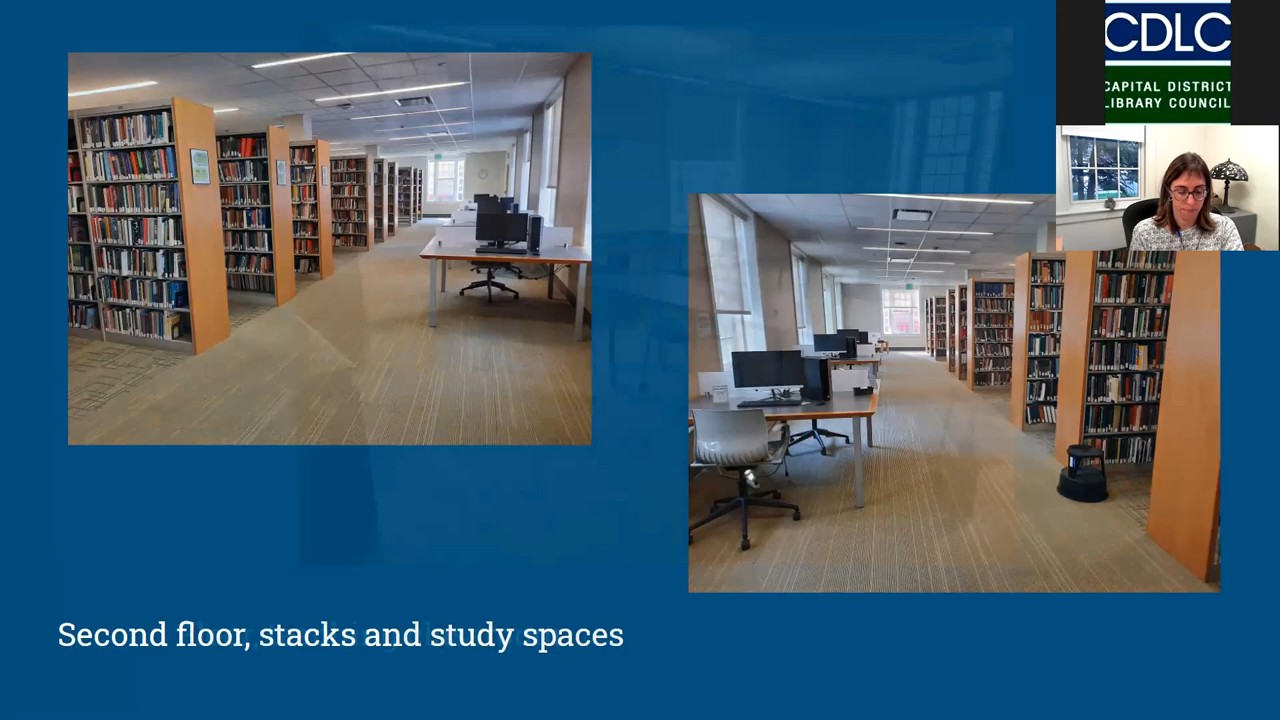 CDLC
CAPITAL DISTRICT
LIBRARY COUNCIL
Second floor, stacks and study spaces